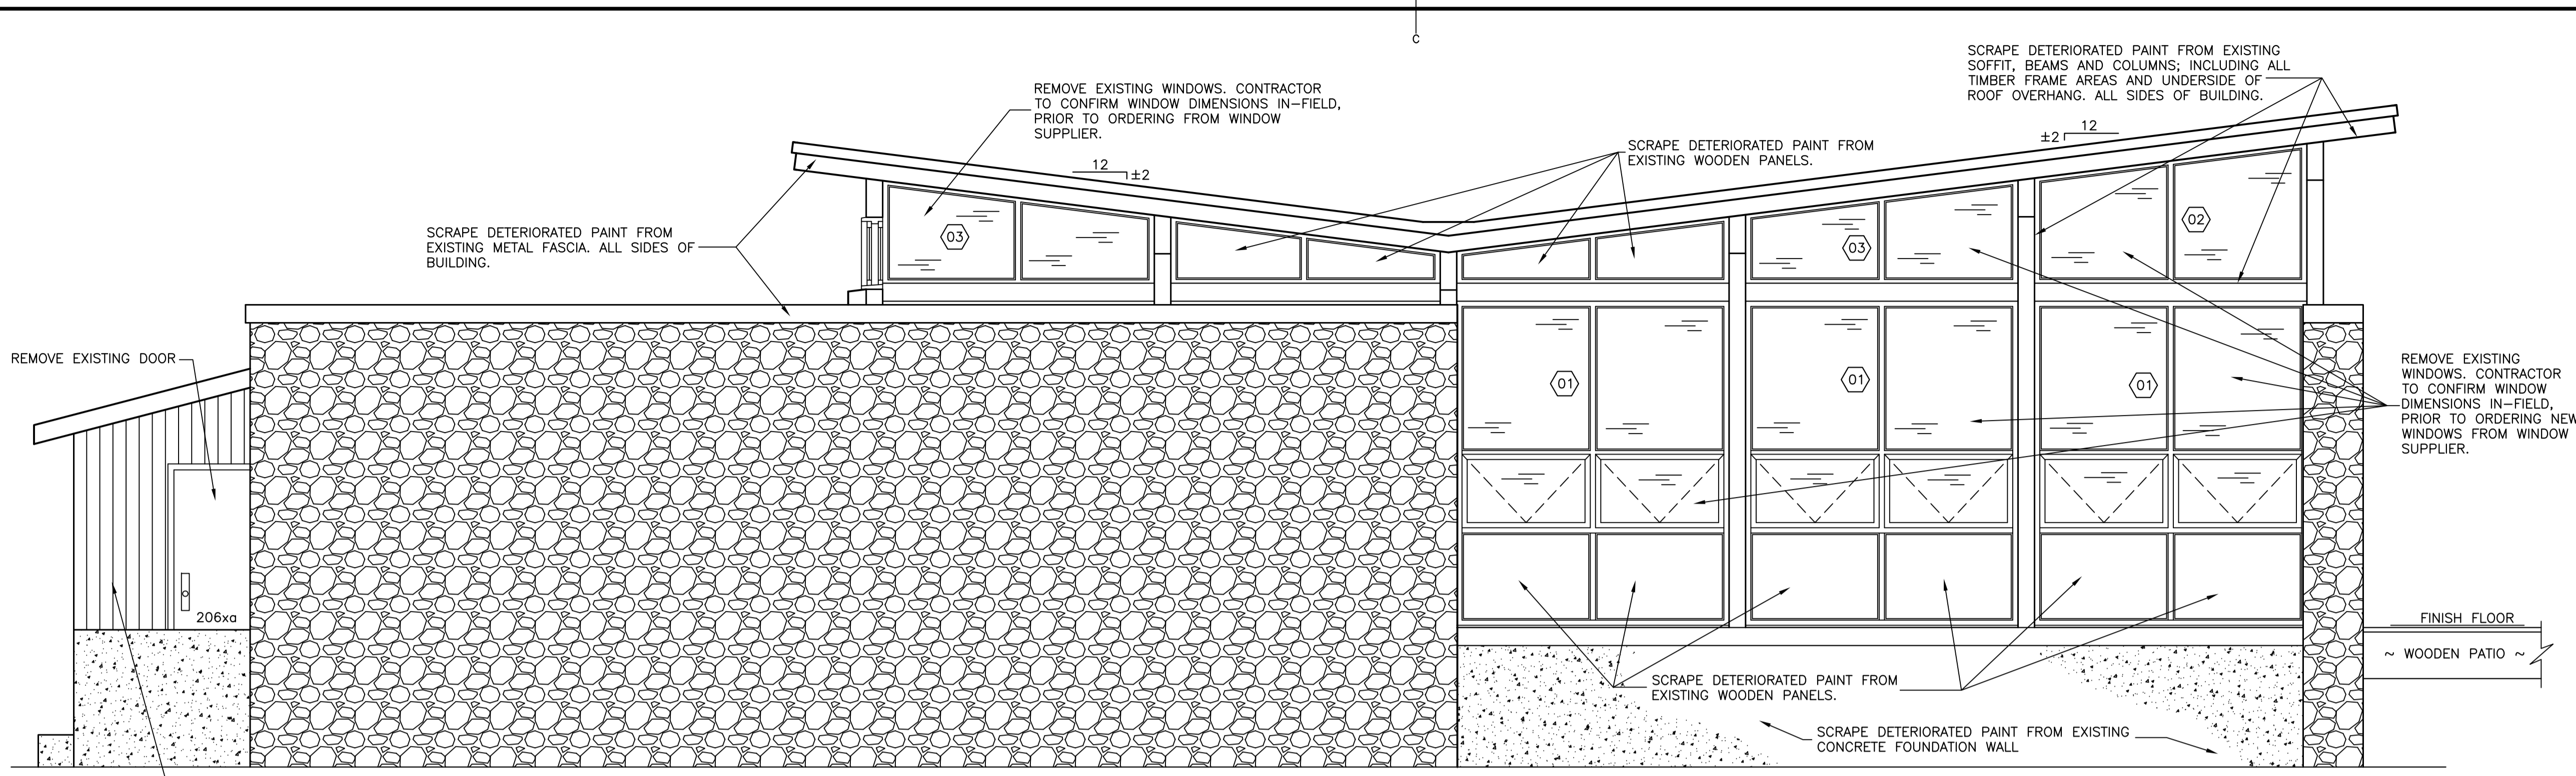 C
SCRAPE DETERIORATED PAINT FROM EXISTING
SOFFIT, BEAMS AND COLUMNS; INCLUDING ALL
TIMBER FRAME AREAS AND UNDERSIDE OF
ROOF OVERHANG. ALL SIDES OF BUILDING.
REMOVE EXISTING WINDOWS. CONTRACTOR
TO CONFIRM WINDOW DIMENSIONS IN-FIELD,
PRIOR TO ORDERING FROM WINDOW
SUPPLIER.
12
±2
SCRAPE DETERIORATED PAINT FROM
EXISTING WOODEN PANELS.
12
±2
SCRAPE DETERIORATED PAINT FROM
EXISTING METAL FASCIA. ALL SIDES OF
BUILDING.
03
03
02
REMOVE EXISTING DOOR
01
01
01
REMOVE EXISTING
WINDOWS. CONTRACTOR
TO CONFIRM WINDOW
DIMENSIONS IN-FIELD,
PRIOR TO ORDERING NEW
WINDOWS FROM WINDOW
SUPPLIER.
206xa
FINISH FLOOR
~ WOODEN PATIO ~
SCRAPE DETERIORATED PAINT FROM
EXISTING WOODEN PANELS.
SCRAPE DETERIORATED PAINT FROM EXISTING
CONCRETE FOUNDATION WALL